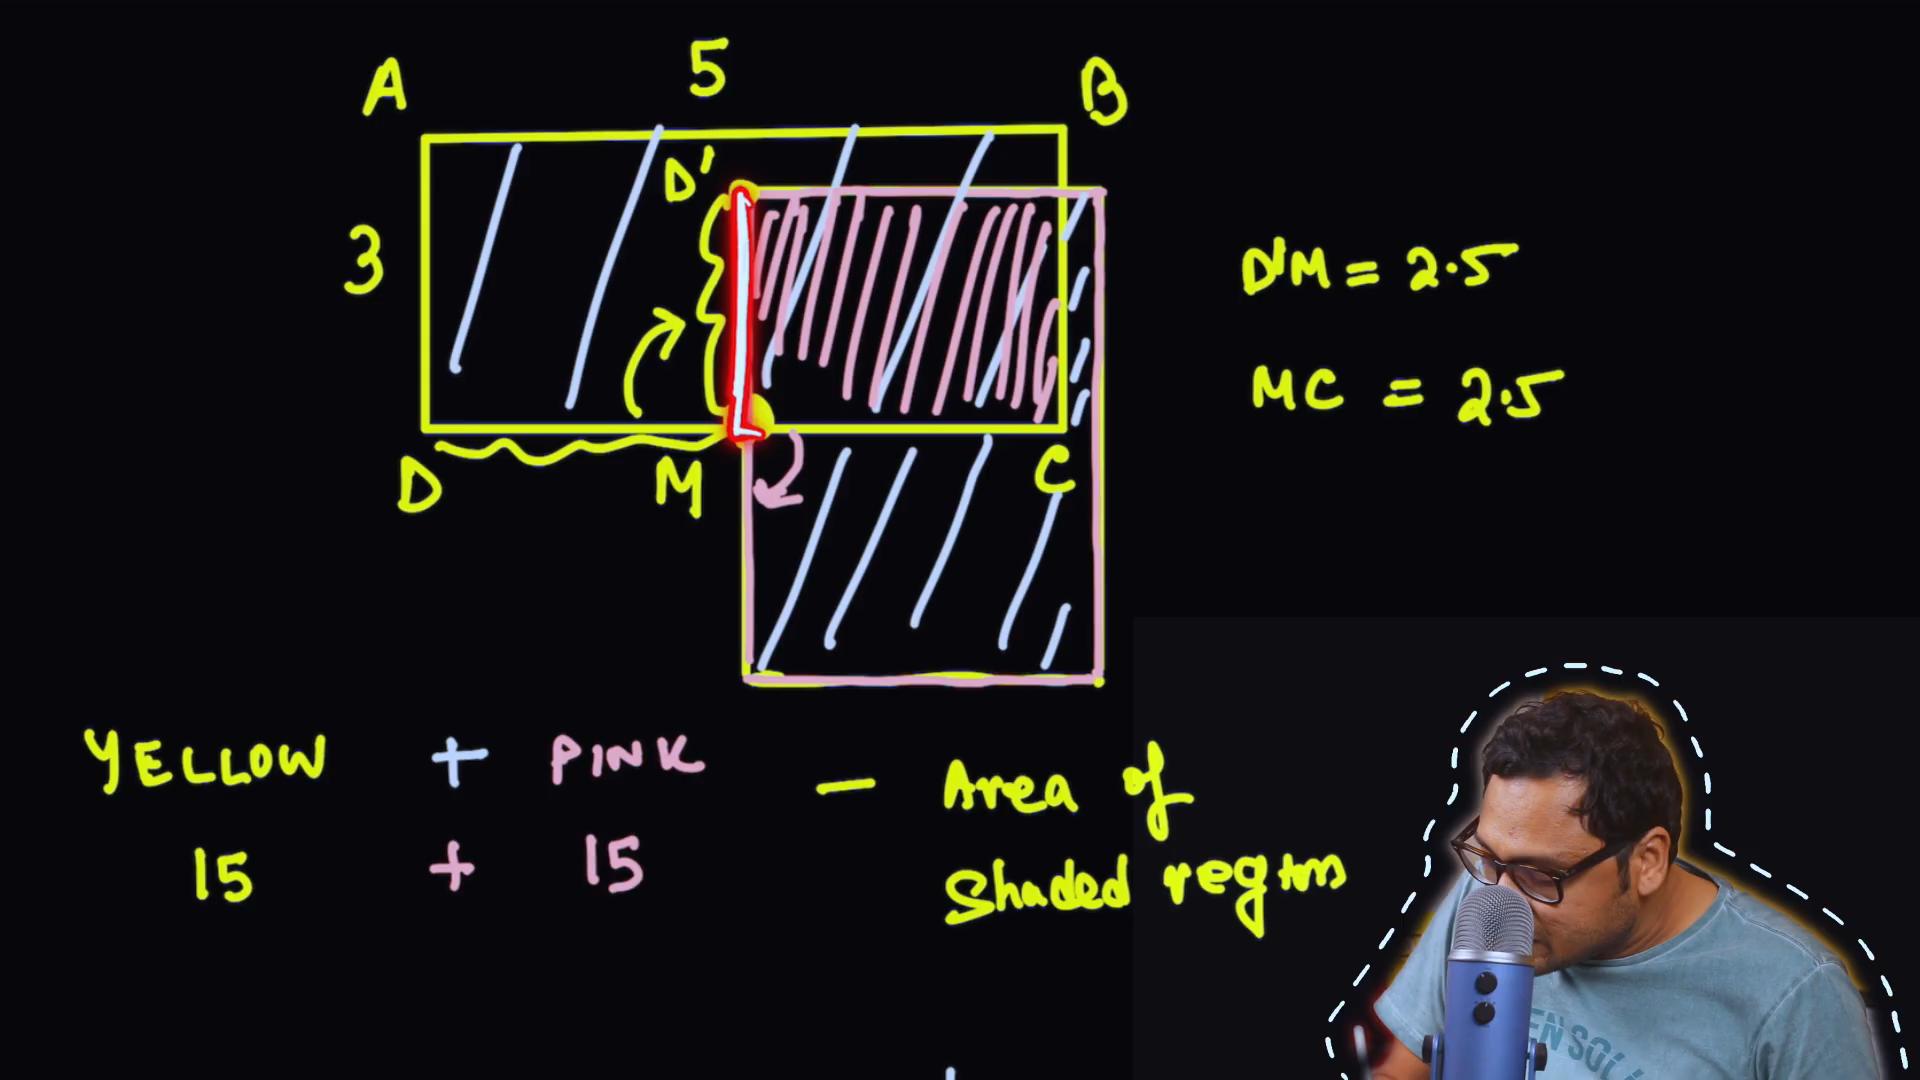 5
A
B
D'
3
D'M = 2.5
MC = 2.5
D
M
C
YELLOW + PINK - Area of
15 + 15 Shaded region